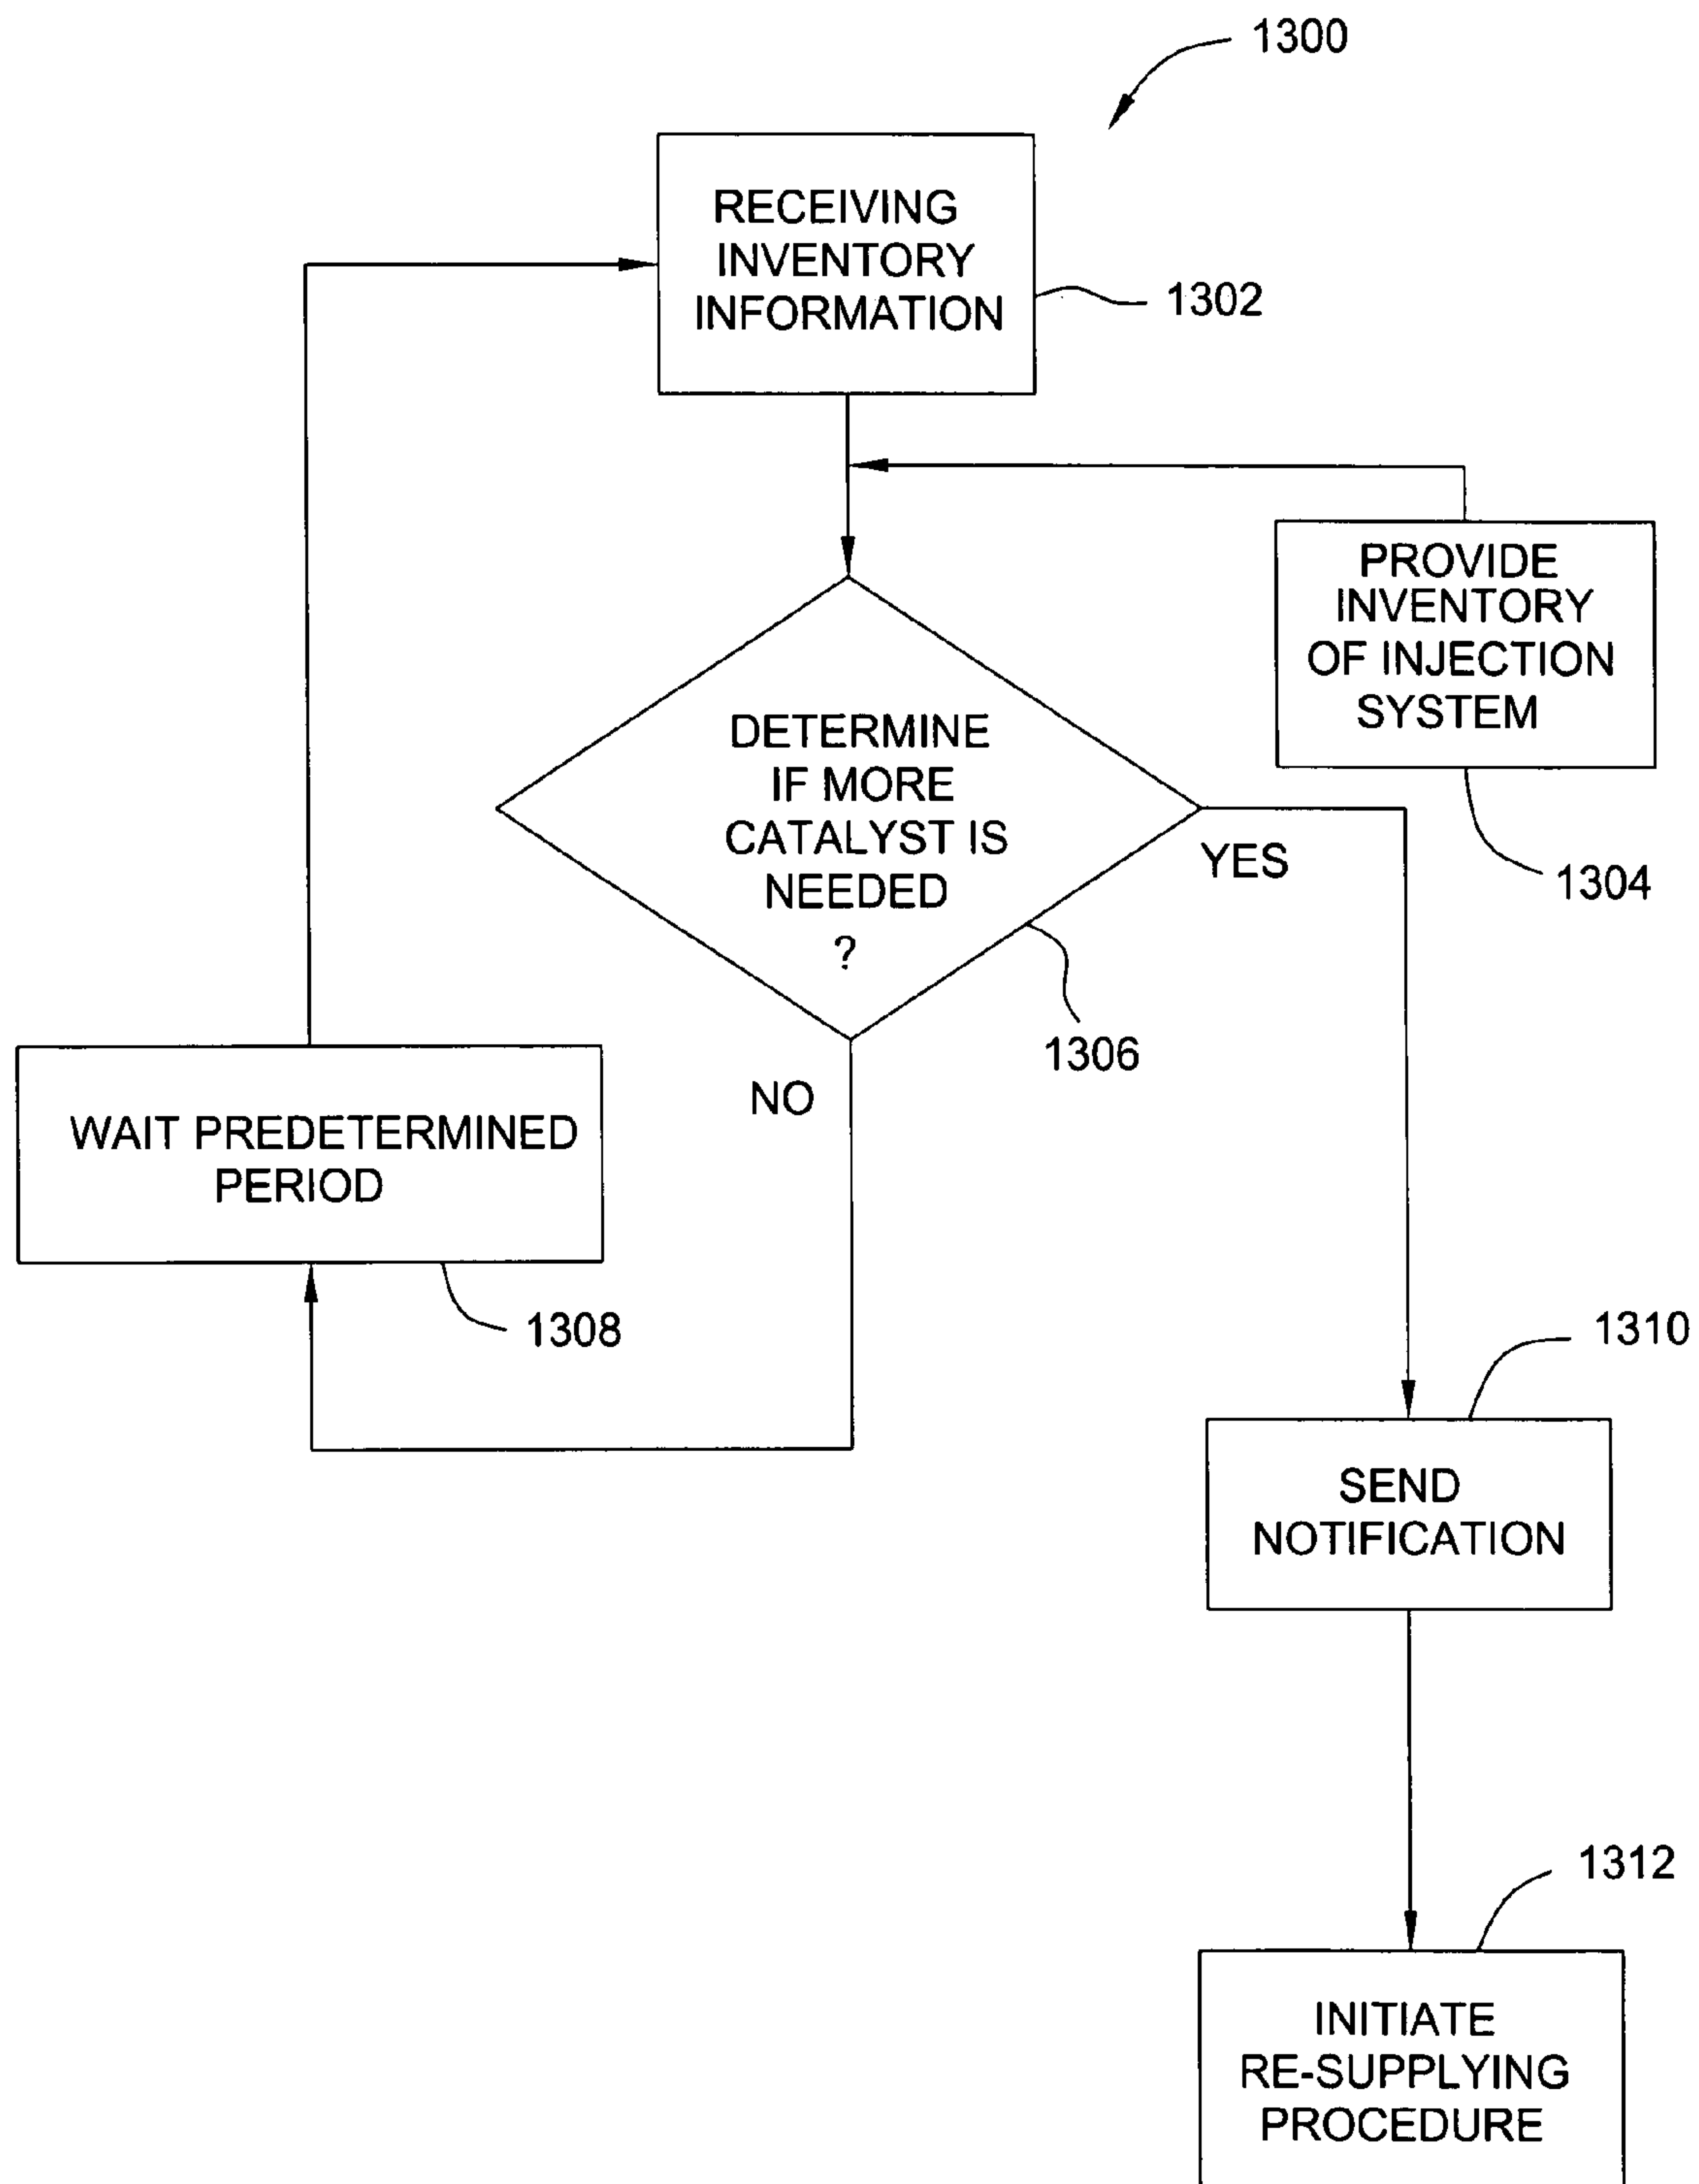 1300
RECEIVING
INVENTORY
INFORMATION
1302
PROVIDE
INVENTORY
OF INJECTION
SYSTEM
1304
DETERMINE
IF MORE
CATALYST IS
NEEDED
?
YES
1306
NO
WAIT PREDETERMINED
PERIOD
1308
1310
SEND
NOTIFICATION
1312
INITIATE
RE-SUPPLYING
PROCEDURE